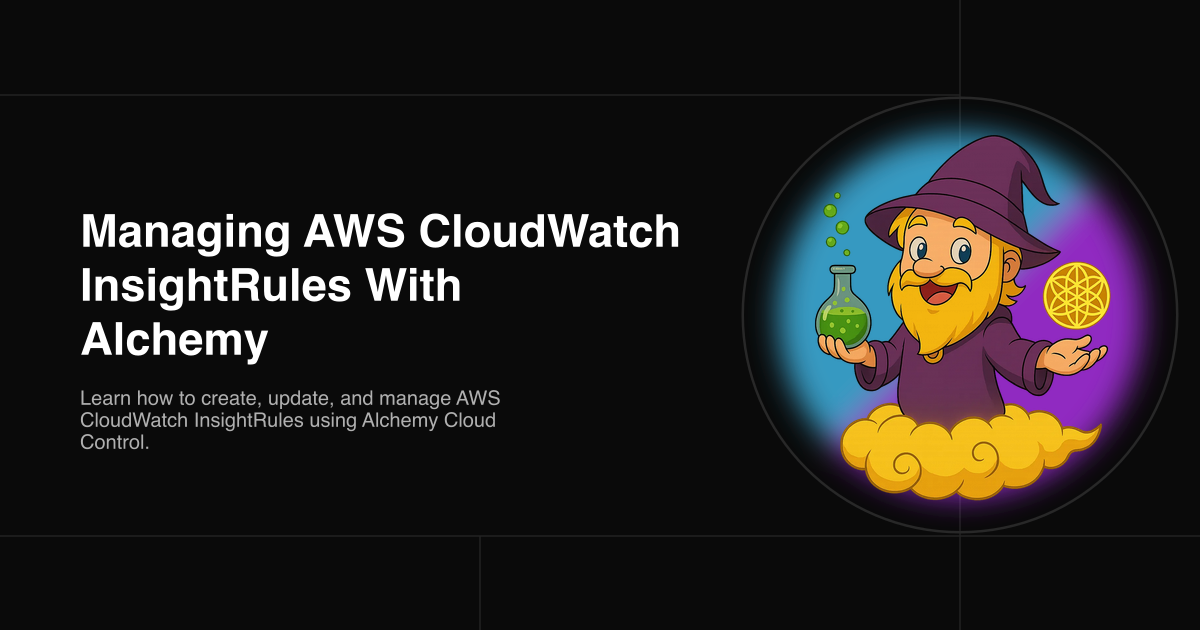 Managing AWS CloudWatch
InsightRules With
Alchemy
Learn how to create, update, and manage AWS
CloudWatch InsightRules using Alchemy Cloud
Control.